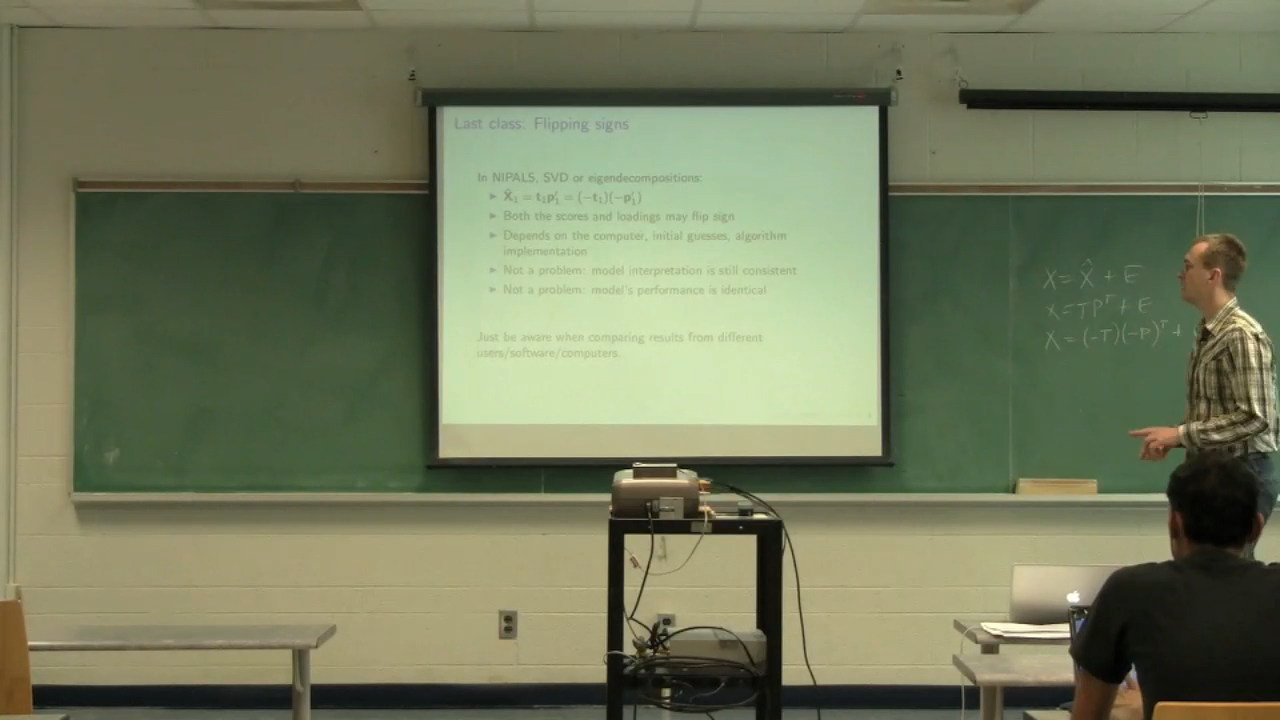 Last class: Flipping signs
In NIPALS, SVD or eigendecompositions:
► X̂₁ = t₁p′₁ = (−t₁)(−p′₁)
► Both the scores and loadings may flip sign
► Depends on the computer, initial guesses, algorithm
implementation
► Not a problem: model interpretation is still consistent
► Not a problem: model's performance is identical
Just be aware when comparing results from different
users/software/computers.
X = X̂ + E
X = TPᵀ + E
X = (-T)(-P)ᵀ +